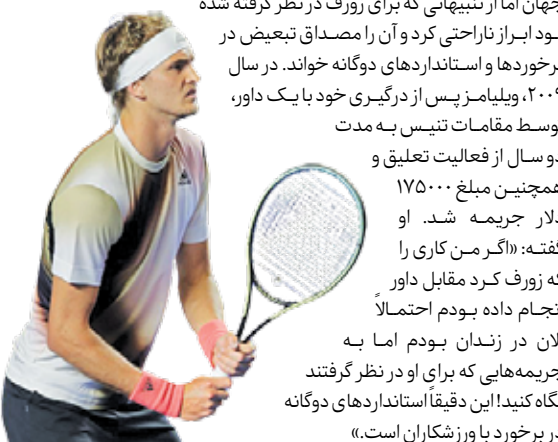 جهان اما از تنبیهاتی که برای زورف در نظر گرفته شده
بود ابراز ناراحتی کرد و آن را مصداق تبعیض در
برخوردها و استانداردهای دوگانه خواند. در سال
۲۰۰۹، ویلیامز پس از درگیری خود با یک داور،
توسط مقامات تنیس به مدت
دو سال از فعالیت تعلیق و
همچنین مبلغ ۱۷۵۰۰۰
دلار جریمه شد. او
گفته: «اگر من کاری را
که زورف کرد مقابل داور
انجام داده بودم احتمالاً
الان در زندان بودم اما به
جریمه‌هایی که برای او در نظر گرفتند
نگاه کنید! این دقیقاً استانداردهای دوگانه
در برخورد با ورزشکاران است.»